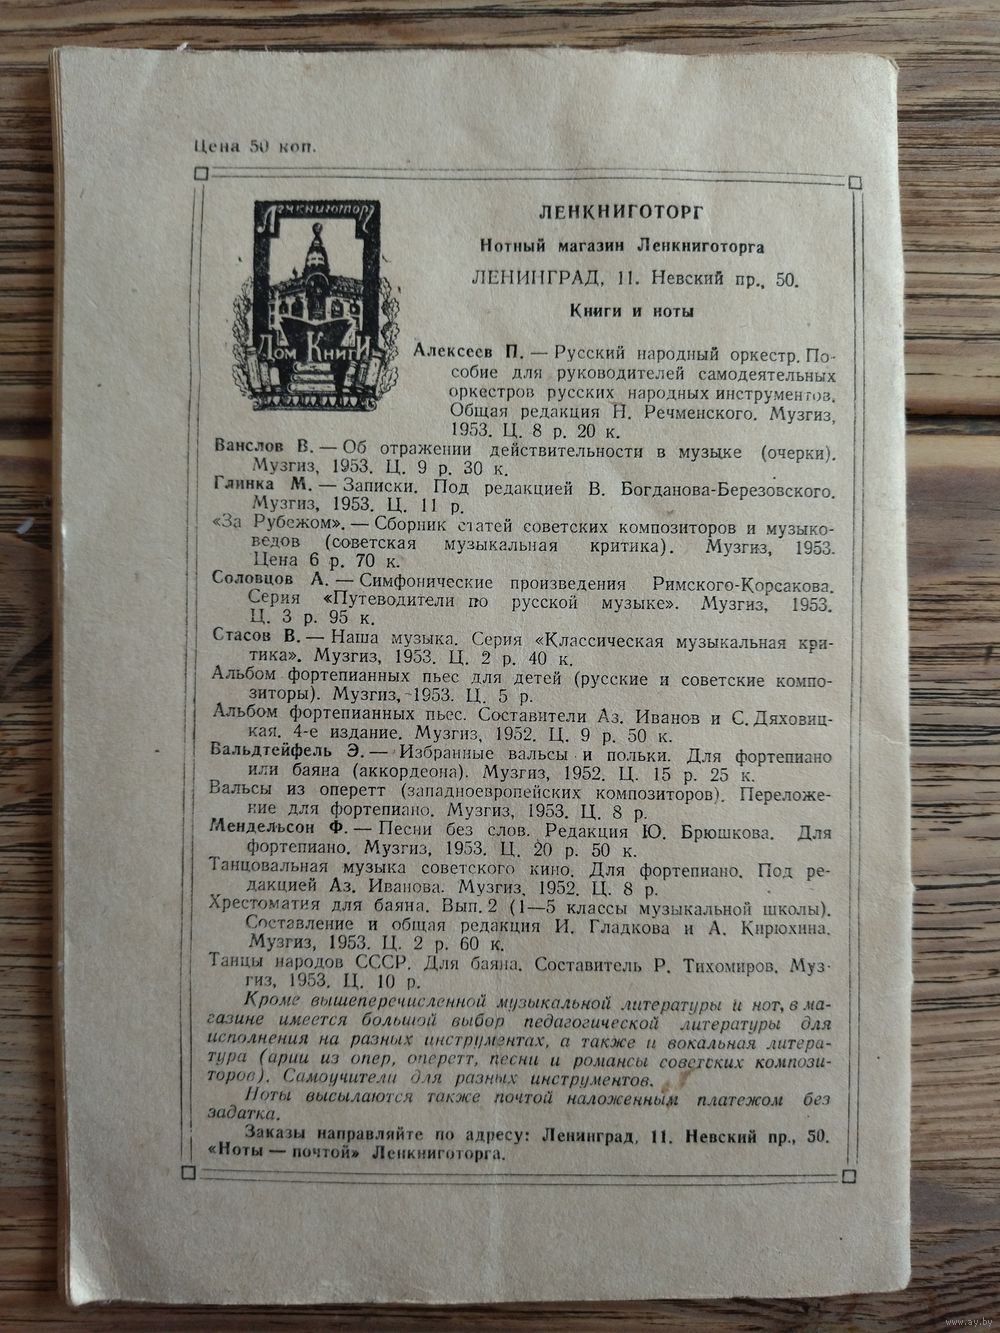 Цена 50 коп.
Ленкниготорг
Дом Книги
ЛЕНКНИГОТОРГ
Нотный магазин Ленкниготорга
ЛЕНИНГРАД, 11. Невский пр., 50.
Книги и ноты
Алексеев П. — Русский народный оркестр. По-
собие для руководителей самодеятельных
оркестров русских народных инструментов.
Общая редакция Н. Речменского. Музгиз,
1953. Ц. 8 р. 20 к.
Ванслов В. — Об отражении действительности в музыке (очерки).
Музгиз, 1953. Ц. 9 р. 30 к.
Глинка М. — Записки. Под редакцией В. Богданова-Березовского.
Музгиз, 1953. Ц. 11 р.
«За Рубежом». — Сборник статей советских композиторов и музыко-
ведов (советская музыкальная критика). Музгиз, 1953.
Цена 6 р. 70 к.
Соловцов А. — Симфонические произведения Римского-Корсакова.
Серия «Путеводители по русской музыке». Музгиз, 1953.
Ц. 3 р. 95 к.
Стасов В. — Наша музыка. Серия «Классическая музыкальная кри-
тика». Музгиз, 1953. Ц. 2 р. 40 к.
Альбом фортепианных пьес для детей (русские и советские компо-
зиторы). Музгиз, 1953. Ц. 5 р.
Альбом фортепианных пьес. Составители Аз. Иванов и С. Дяховиц-
кая. 4-е издание. Музгиз, 1952. Ц. 9 р. 50 к.
Вальдтейфель Э. — Избранные вальсы и польки. Для фортепиано
или баяна (аккордеона). Музгиз, 1952. Ц. 15 р. 25 к.
Вальсы из оперетт (западноевропейских композиторов). Переложе-
ние для фортепиано. Музгиз, 1953. Ц. 8 р.
Мендельсон Ф. — Песни без слов. Редакция Ю. Брюшкова. Для
фортепиано. Музгиз, 1953. Ц. 20 р. 50 к.
Танцовальная музыка советского кино. Для фортепиано. Под ре-
дакцией Аз. Иванова. Музгиз, 1952. Ц. 8 р.
Хрестоматия для баяна. Вып. 2 (1—5 классы музыкальной школы).
Составление и общая редакция И. Гладкова и А. Кирюхина.
Музгиз, 1953. Ц. 2 р. 60 к.
Танцы народов СССР. Для баяна. Составитель Р. Тихомиров. Муз-
гиз, 1953. Ц. 10 р.
Кроме вышеперечисленной музыкальной литературы и нот, в ма-
газине имеется большой выбор педагогической литературы для
исполнения на разных инструментах, а также и вокальная литера-
тура (арии из опер, оперетт, песни и романсы советских компози-
торов). Самоучители для разных инструментов.
Ноты высылаются также почтой наложенным платежом без
задатка.
Заказы направляйте по адресу: Ленинград, 11. Невский пр., 50.
«Ноты — почтой» Ленкниготорга.
www.ay.by